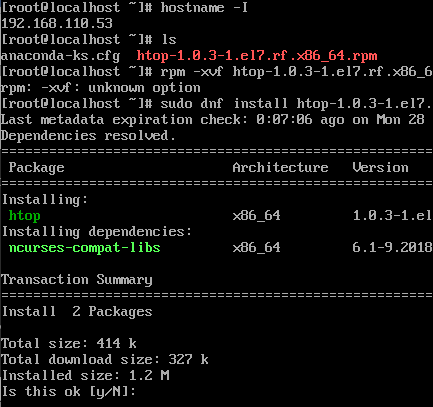 [root@localhost ~]# hostname -I
192.168.110.53
[root@localhost ~]# ls
anaconda-ks.cfg htop-1.0.3-1.el7.rf.x86_64.rpm
[root@localhost ~]# rpm -xvf htop-1.0.3-1.el7.rf.x86_6
rpm: -xvf: unknown option
[root@localhost ~]# sudo dnf install htop-1.0.3-1.el7.
Last metadata expiration check: 0:07:06 ago on Mon 28
Dependencies resolved.
Package Architecture Version
Installing:
htop x86_64 1.0.3-1.el
Installing dependencies:
ncurses-compat-libs x86_64 6.1-9.2018
Transaction Summary
Install 2 Packages
Total size: 414 k
Total download size: 327 k
Installed size: 1.2 M
Is this ok [y/N]: